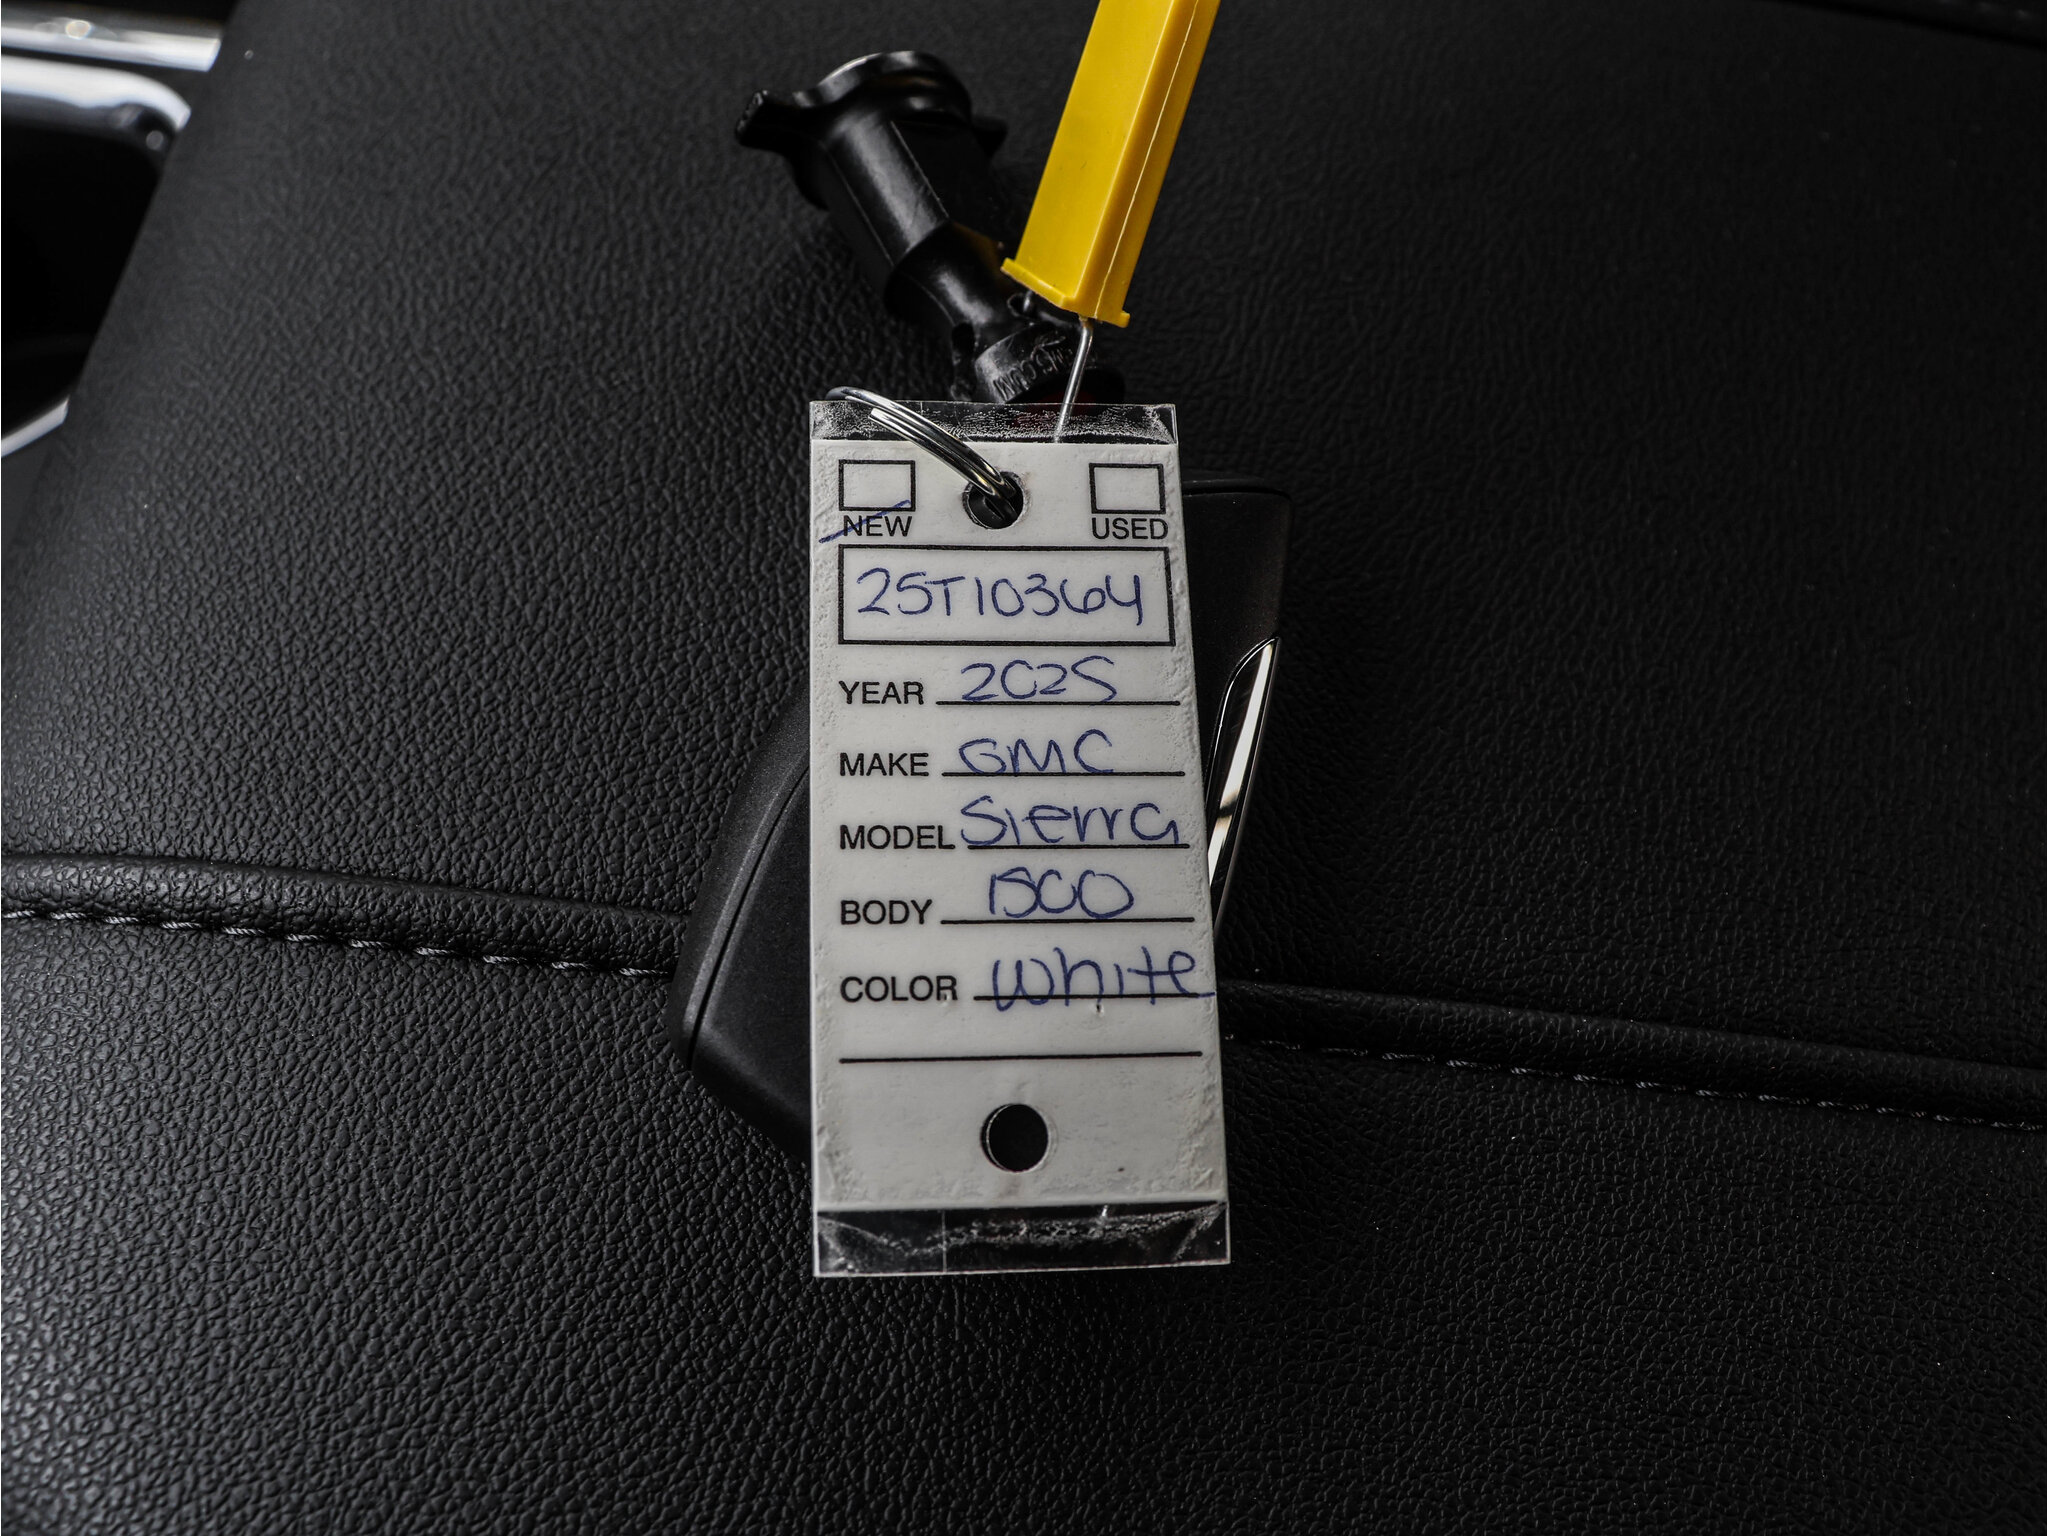 NEW USED
25T10364
YEAR 2025
MAKE GMC
MODEL Sierra
BODY 1500
COLOR White